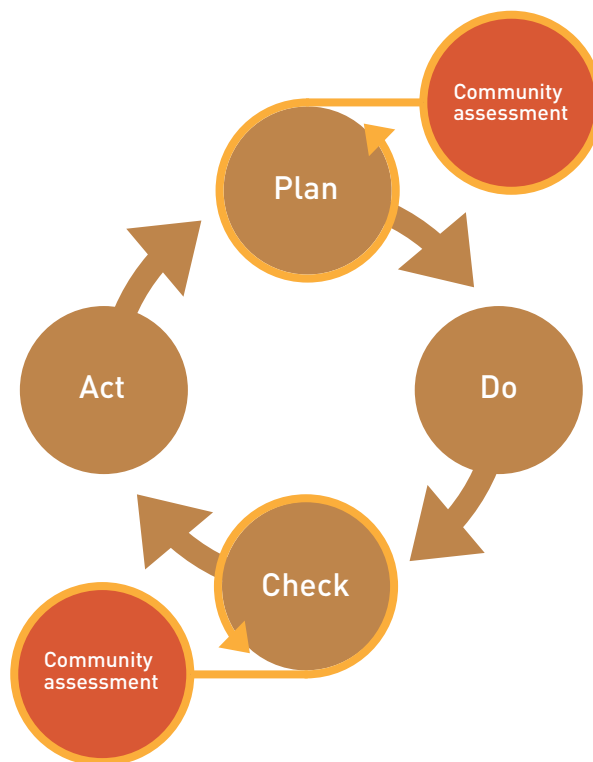 Community
assessment
Plan
Act
Do
Check
Community
assessment